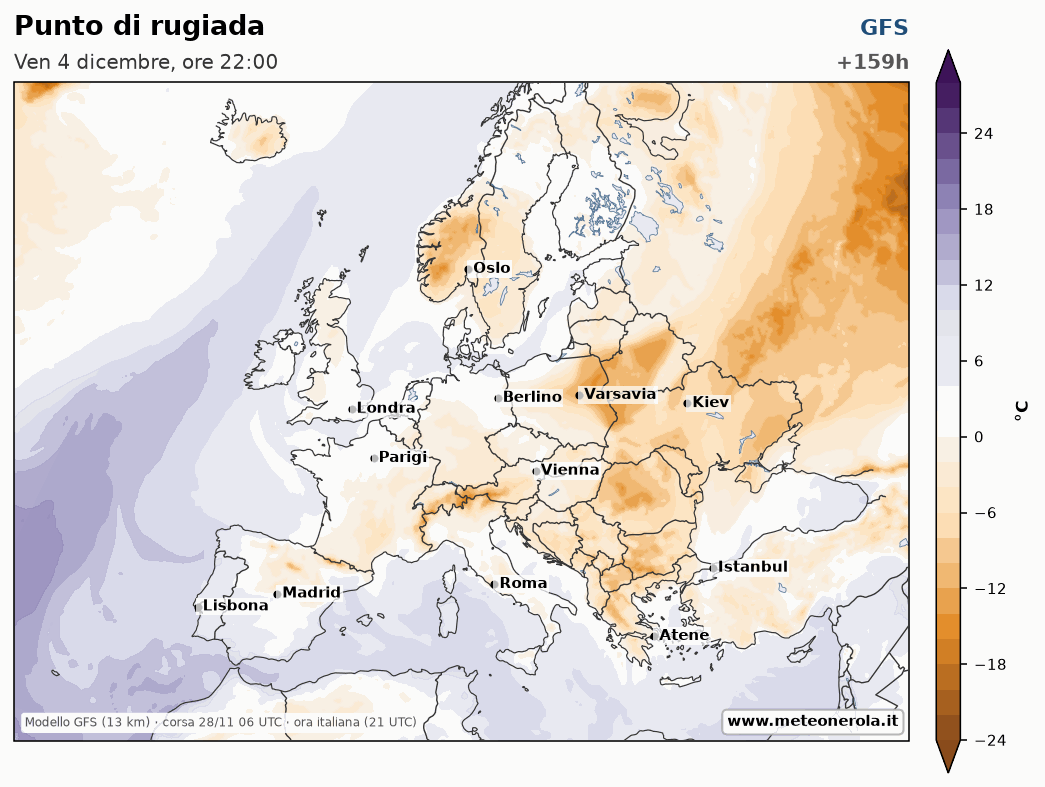 Punto di rugiada
GFS
Ven 4 dicembre, ore 22:00
+159h
Oslo
Londra
Berlino
Varsavia
Kiev
Parigi
Vienna
Madrid
Lisbona
Roma
Istanbul
Atene
24
18
12
6
0
−6
−12
−18
−24
°C
Modello GFS (13 km) · corsa 28/11 06 UTC · ora italiana (21 UTC)
www.meteonerola.it